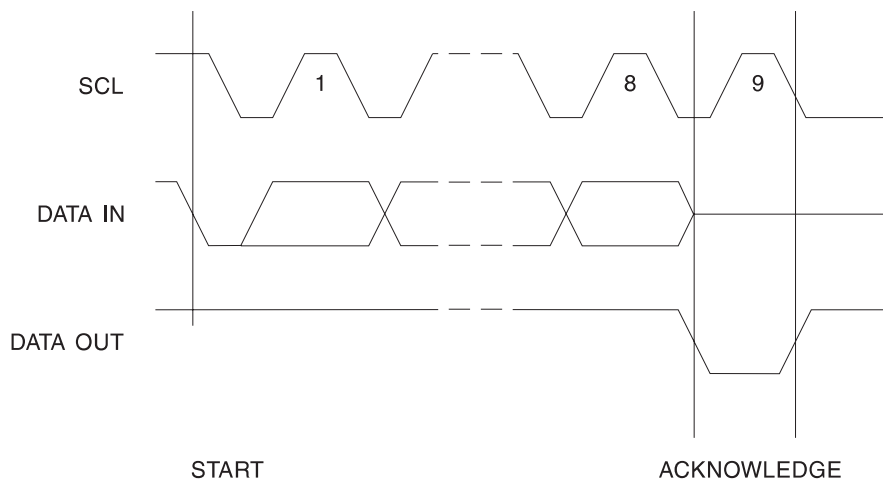 SCL
1
8
9
DATA IN
DATA OUT
START
ACKNOWLEDGE